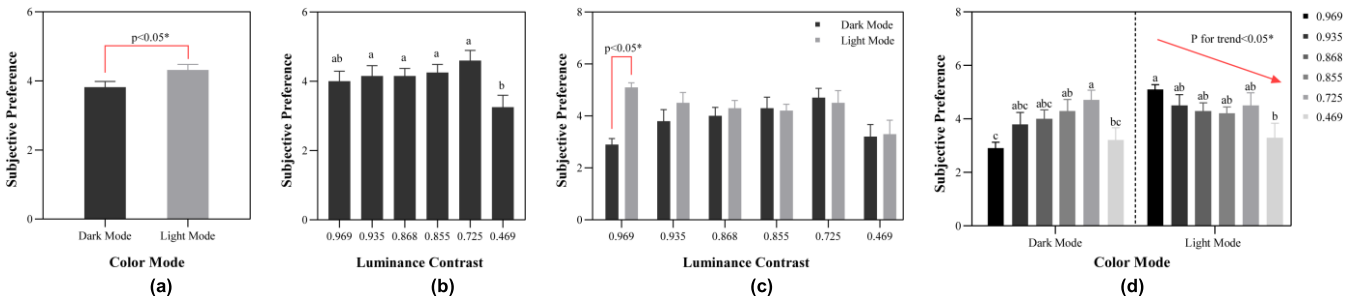 6
4
2
0
Subjective Preference
p<0.05*
Dark Mode
Light Mode
Color Mode
(a)
6
4
2
0
Subjective Preference
ab
a
a
a
a
b
0.969
0.935
0.868
0.855
0.725
0.469
Luminance Contrast
(b)
8
6
4
2
0
Subjective Preference
p<0.05*
Dark Mode
Light Mode
0.969
0.935
0.868
0.855
0.725
0.469
Luminance Contrast
(c)
8
6
4
2
0
Subjective Preference
c
abc
abc
ab
a
bc
P for trend<0.05*
a
ab
ab
ab
ab
b
Dark Mode
Light Mode
Color Mode
0.969
0.935
0.868
0.855
0.725
0.469
(d)